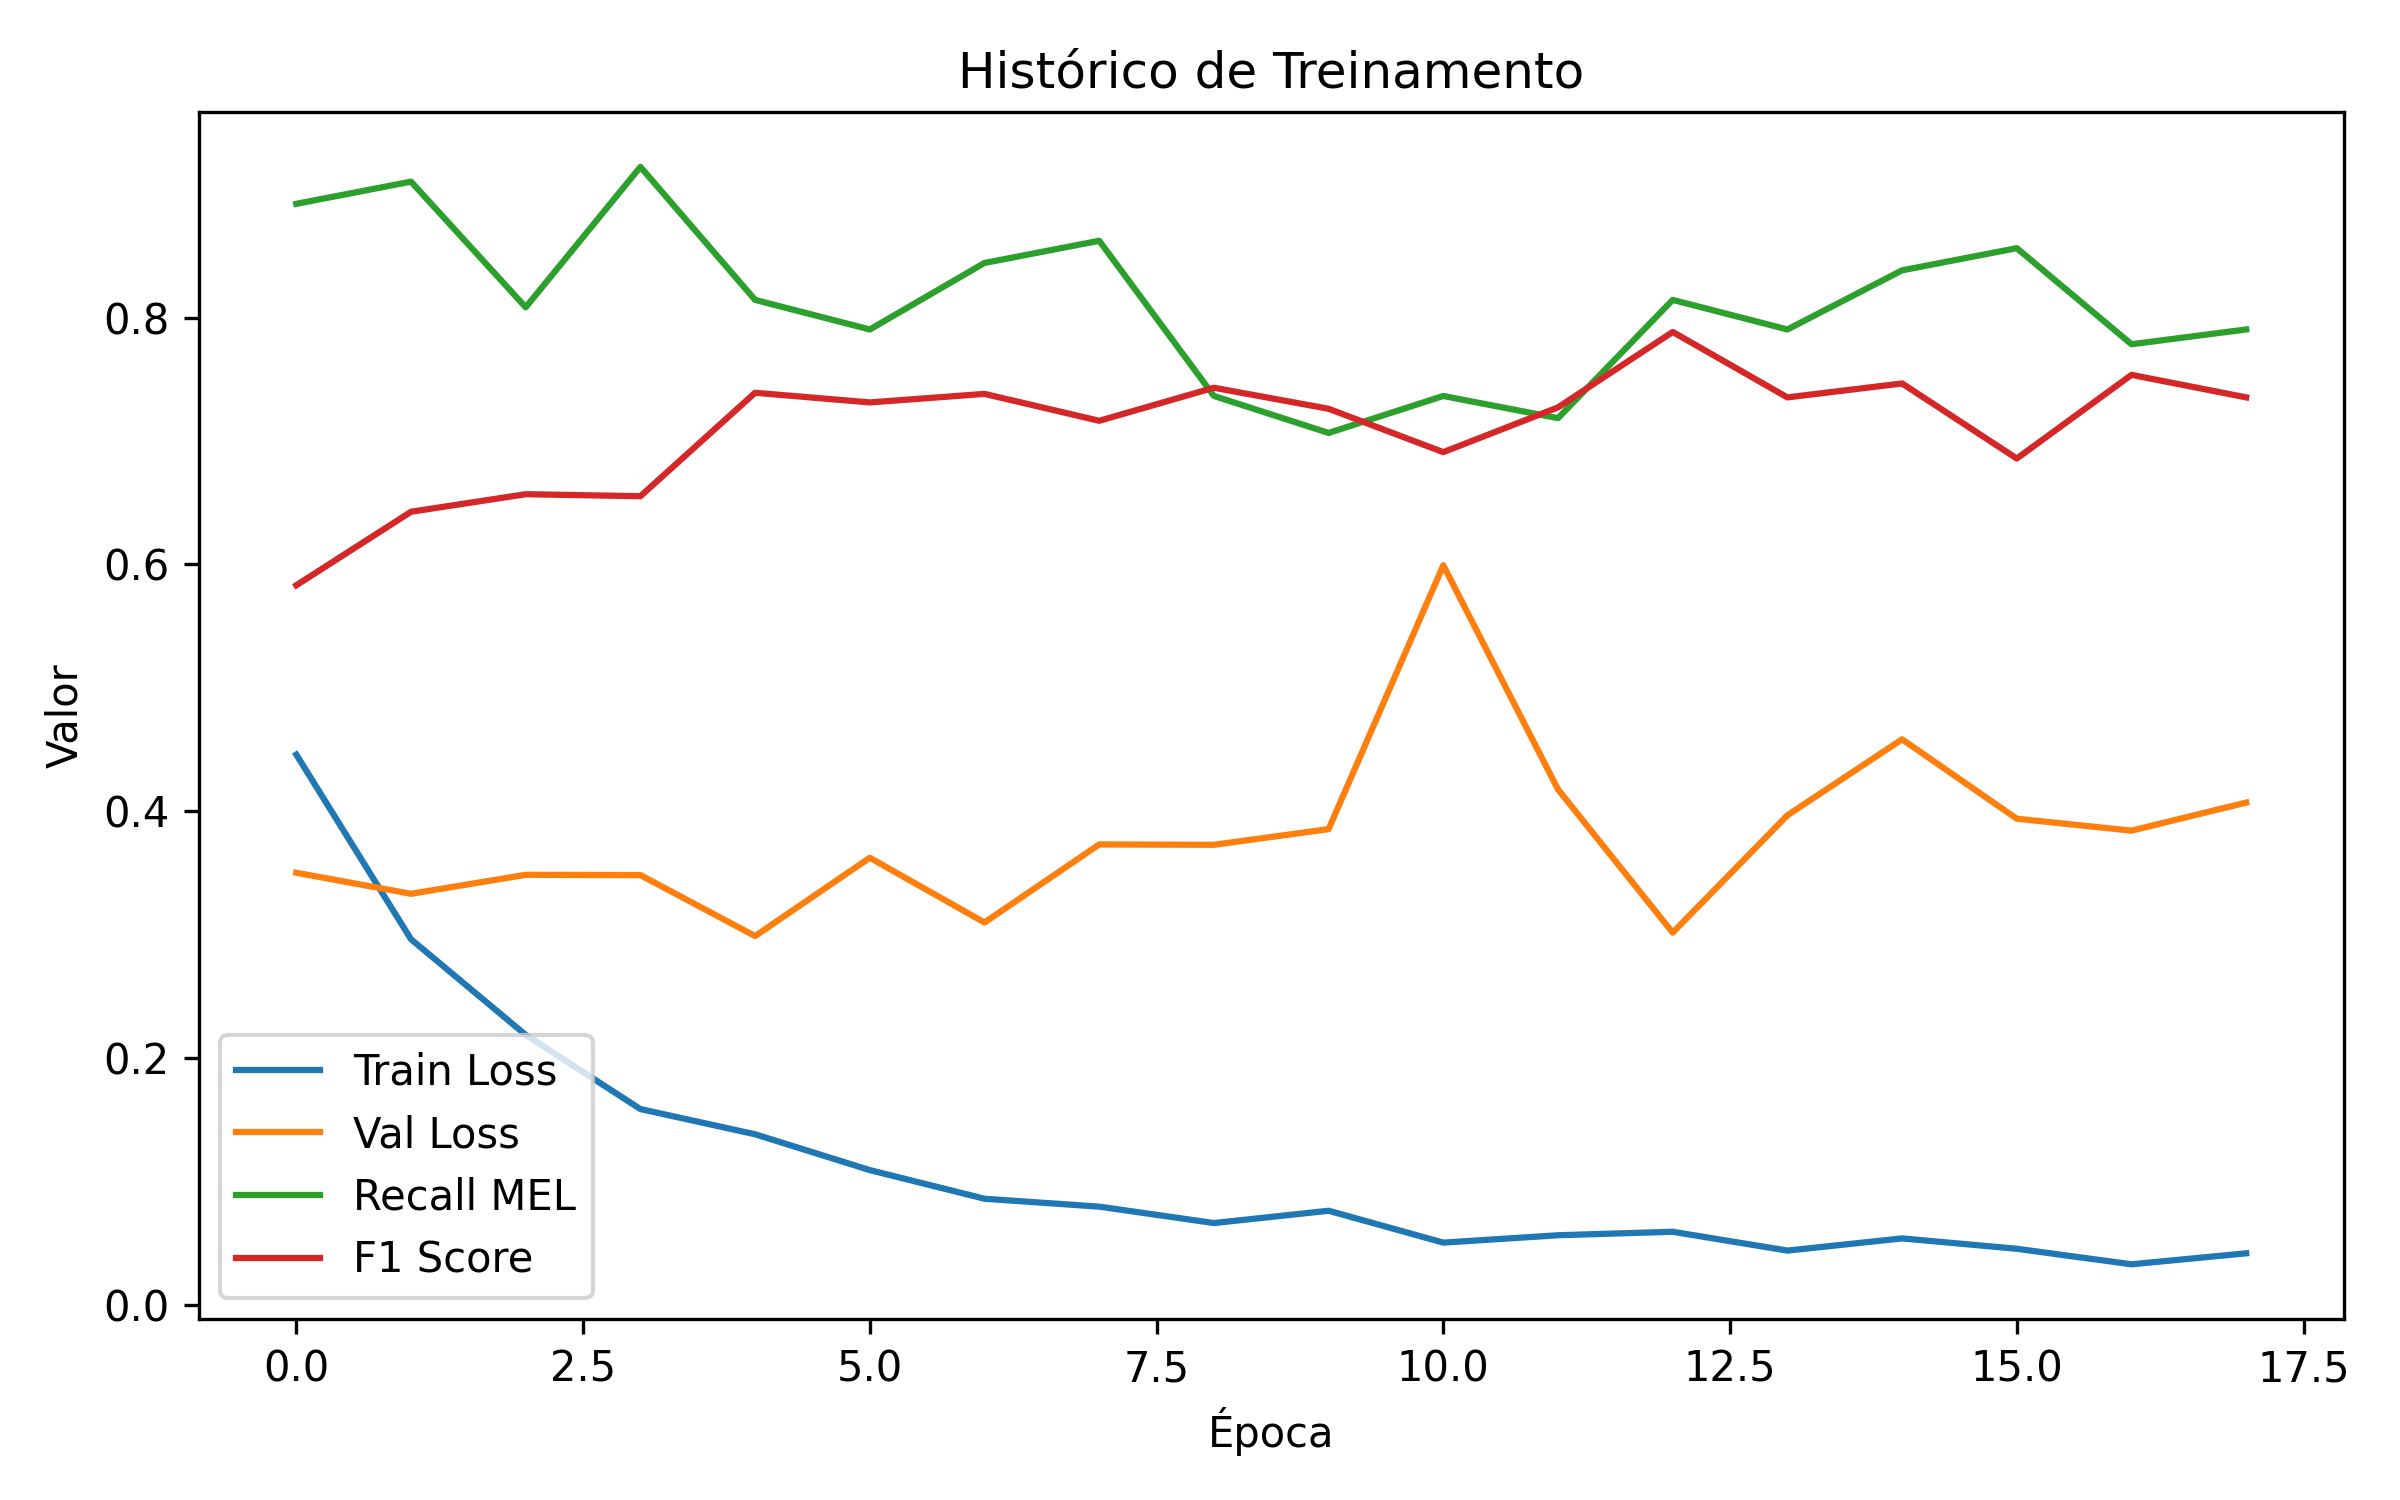 Histórico de Treinamento
Valor
0.8
0.6
0.4
0.2
0.0
Train Loss
Val Loss
Recall MEL
F1 Score
0.0 2.5 5.0 7.5 10.0 12.5 15.0 17.5
Época